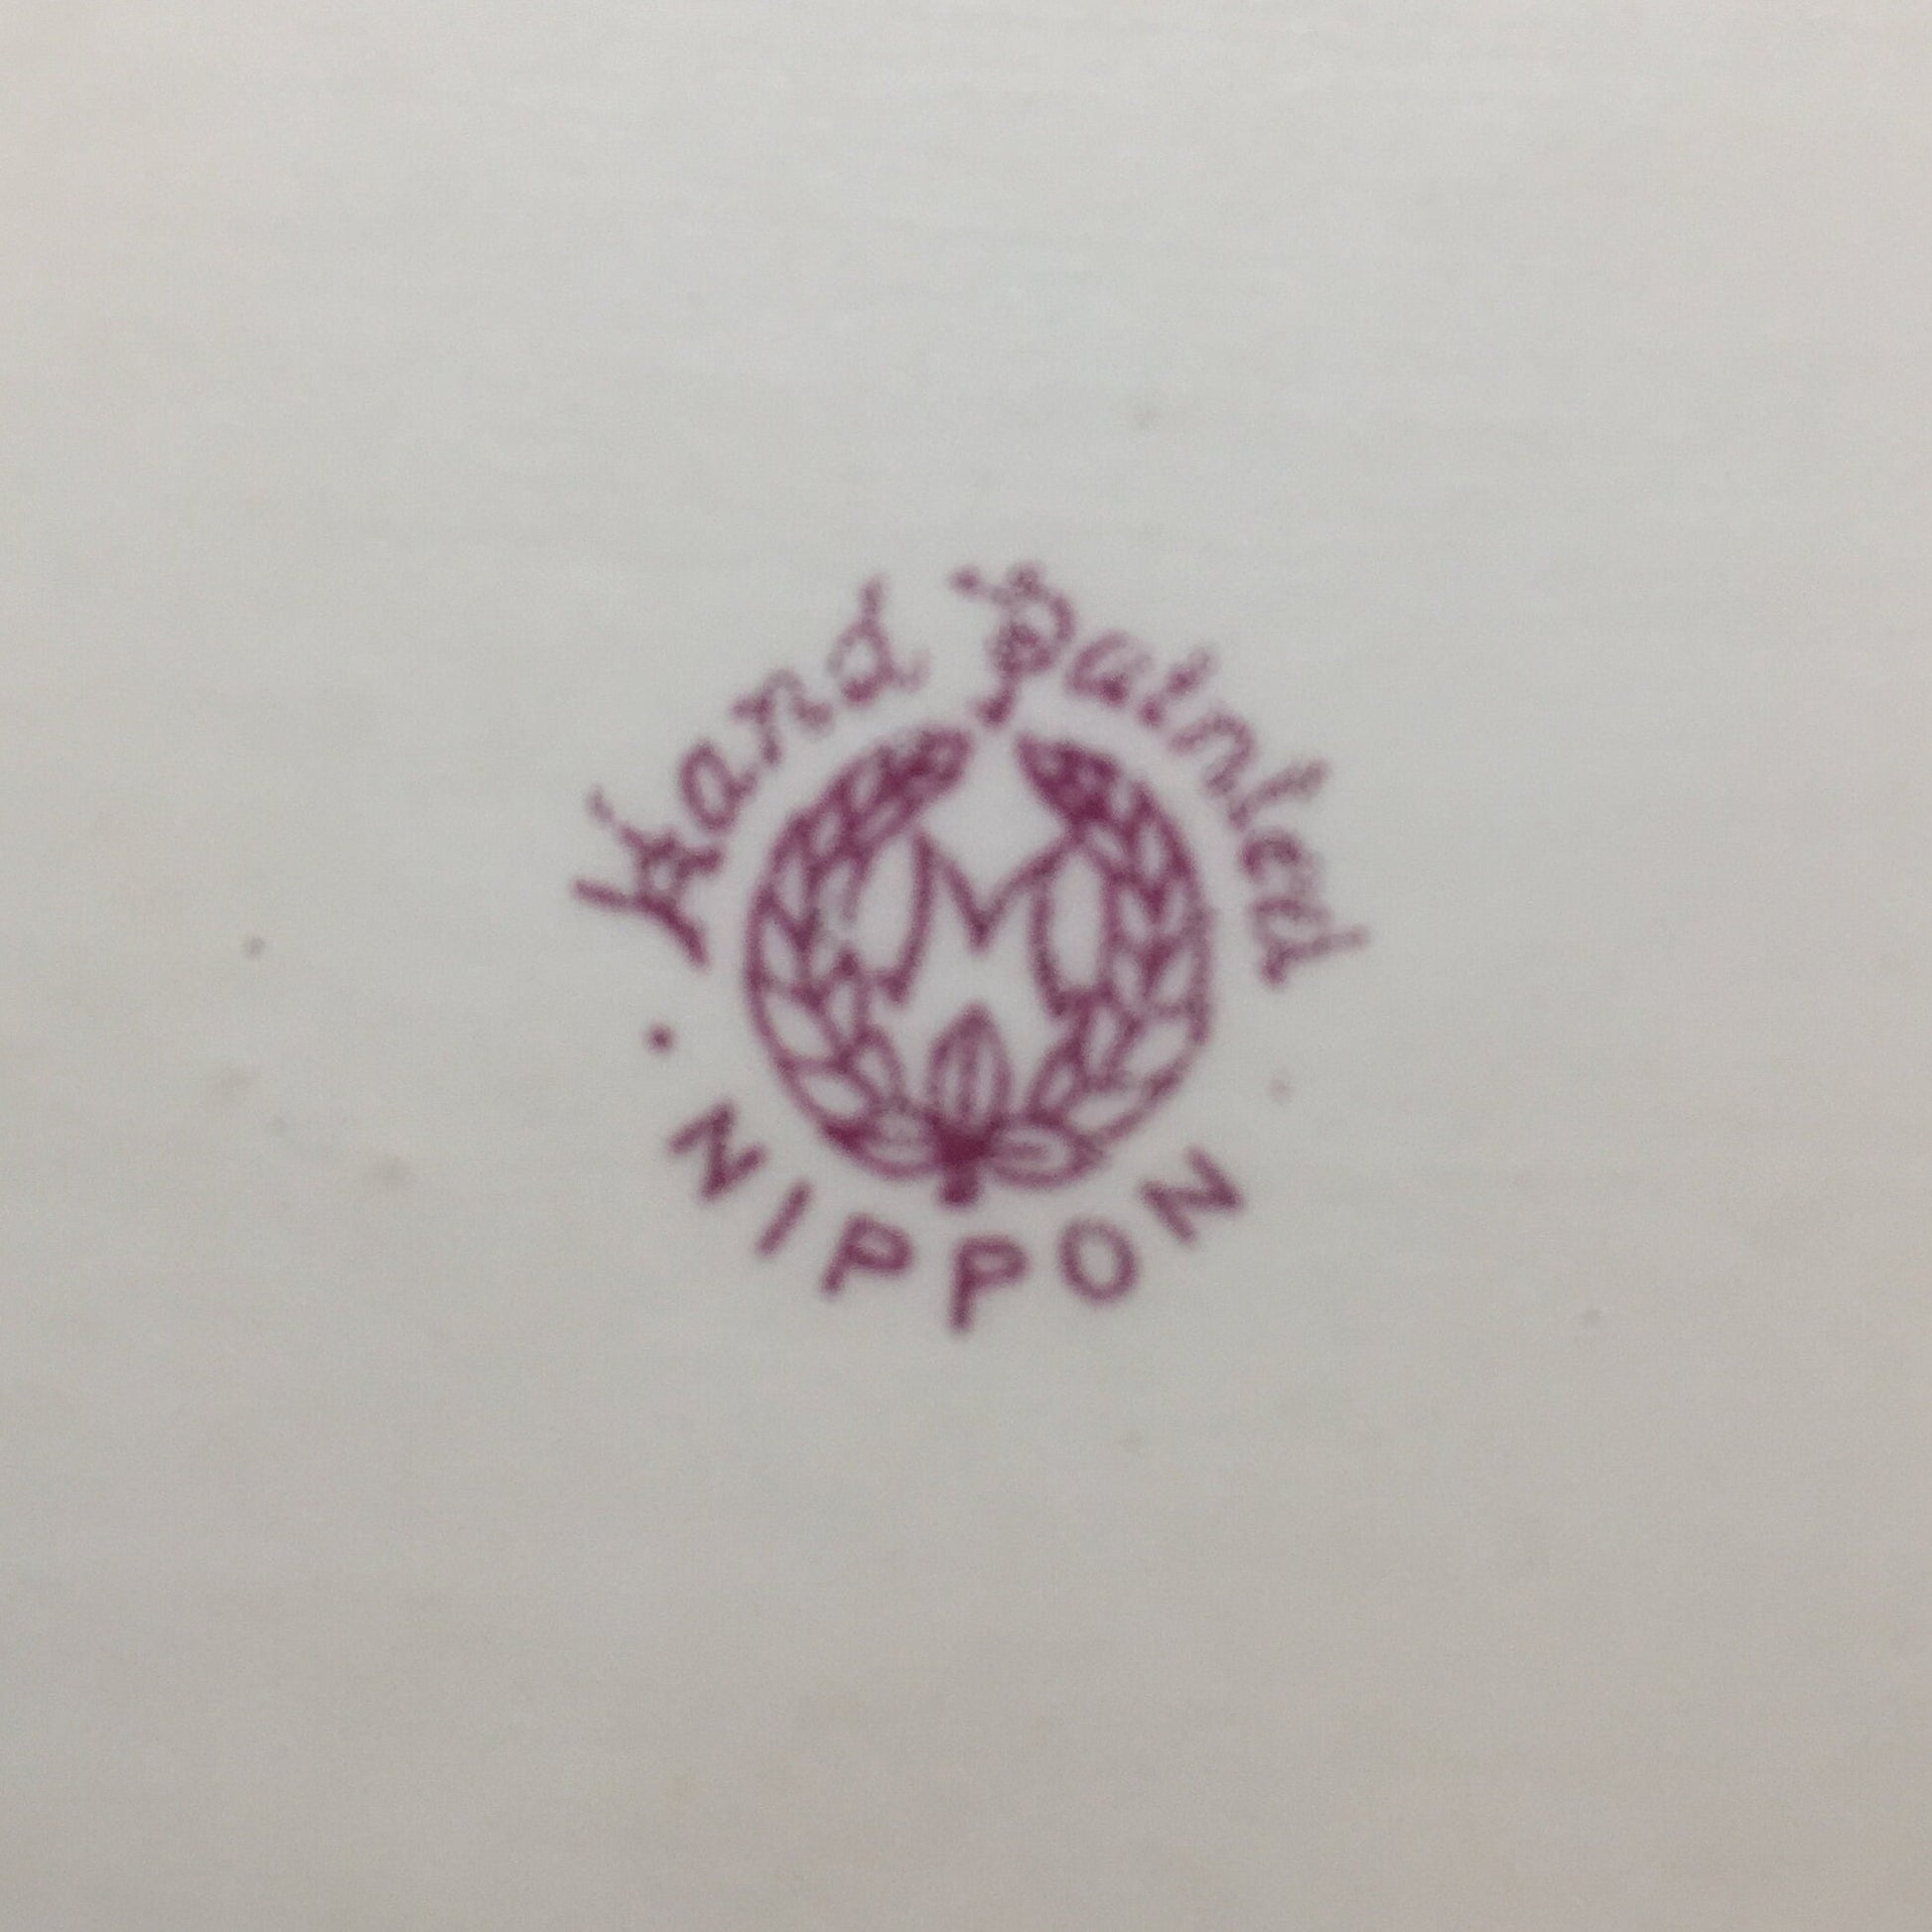 Hand Painted
M
· NIPPON ·